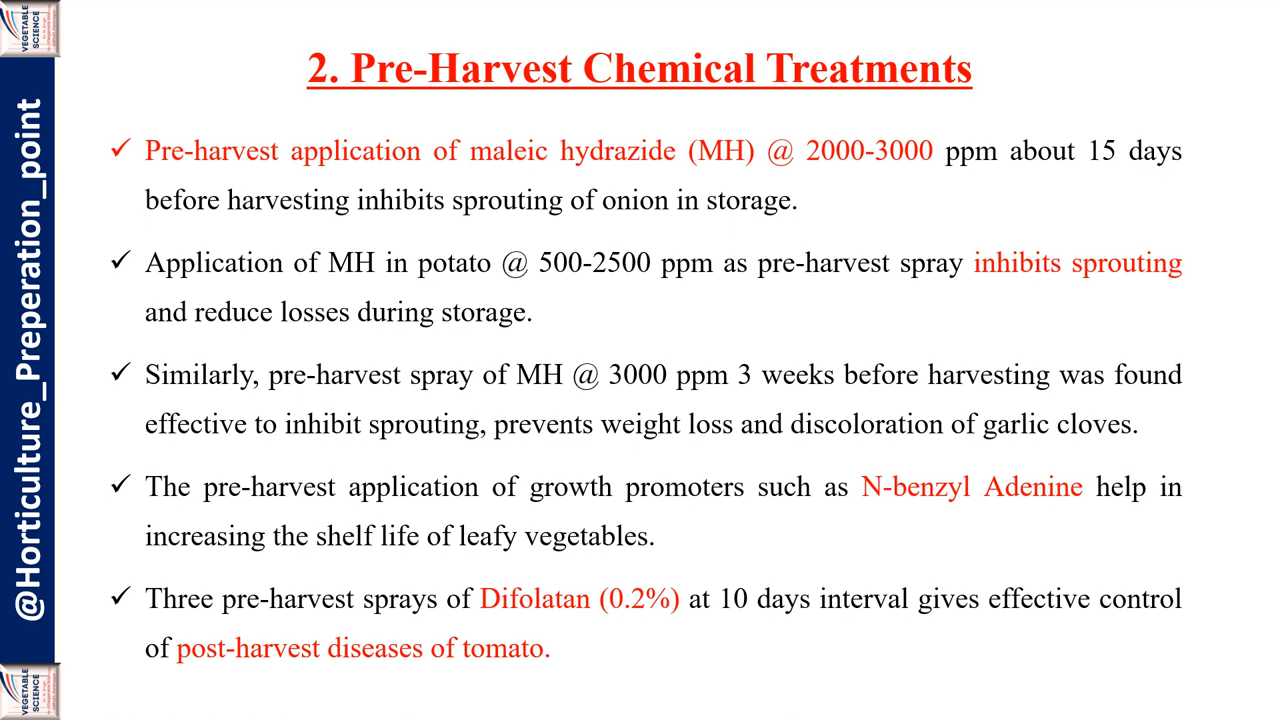 VEGETABLE
SCIENCE
@Horticulture_Preperation_point
VEGETABLE
SCIENCE
2. Pre-Harvest Chemical Treatments
✓ Pre-harvest application of maleic hydrazide (MH) @ 2000-3000 ppm about 15 days
before harvesting inhibits sprouting of onion in storage.
✓ Application of MH in potato @ 500-2500 ppm as pre-harvest spray inhibits sprouting
and reduce losses during storage.
✓ Similarly, pre-harvest spray of MH @ 3000 ppm 3 weeks before harvesting was found
effective to inhibit sprouting, prevents weight loss and discoloration of garlic cloves.
✓ The pre-harvest application of growth promoters such as N-benzyl Adenine help in
increasing the shelf life of leafy vegetables.
✓ Three pre-harvest sprays of Difolatan (0.2%) at 10 days interval gives effective control
of post-harvest diseases of tomato.